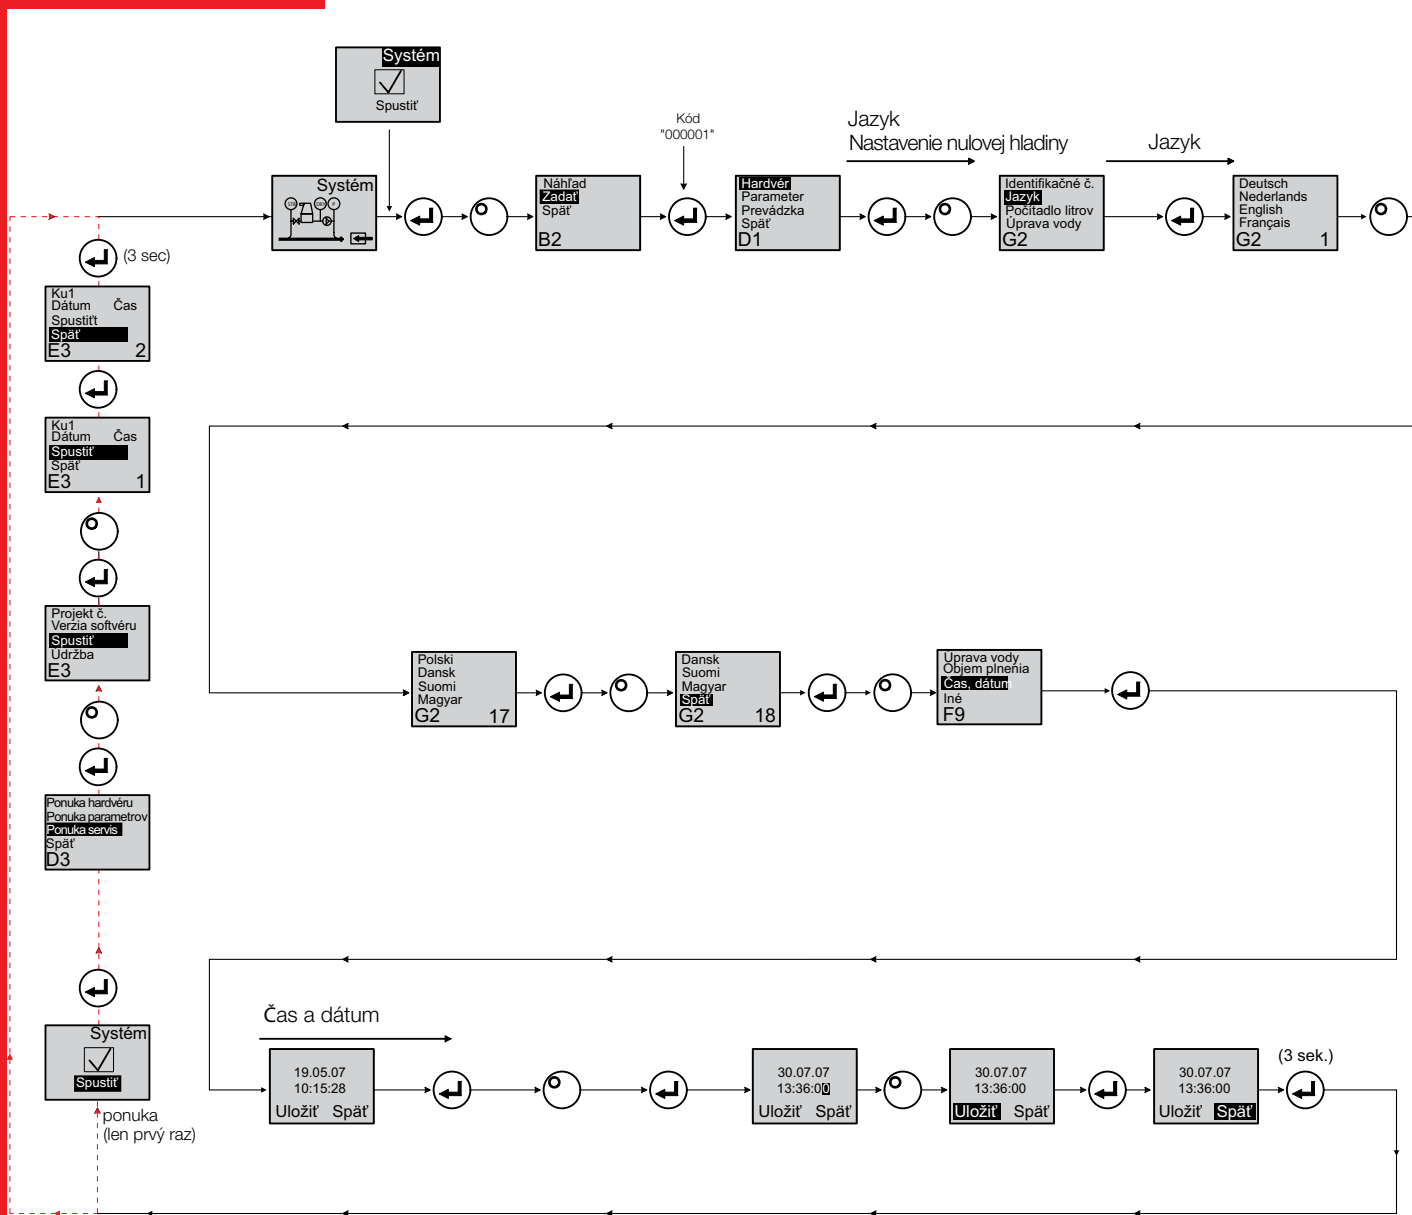 Systém
Spustiť
Kód
"000001"
Jazyk
Nastavenie nulovej hladiny
Jazyk
Systém
STB
DRV
P
Náhľad
Zadať
Späť
B2
Hardvér
Parameter
Prevádzka
Späť
D1
Identifikačné č.
Jazyk
Počítadlo litrov
Úprava vody
G2
Deutsch
Nederlands
English
Français
G2 1
(3 sec)
Ku1
Dátum Čas
Spustiťt
Späť
E3 2
Ku1
Dátum Čas
Spustiť
Späť
E3 1
Projekt č.
Verzia softvéru
Spustiť
Údržba
E3
Polski
Dansk
Suomi
Magyar
G2 17
Dansk
Suomi
Magyar
Späť
G2 18
Úprava vody
Objem plnenia
Čas, dátum
Iné
F9
Ponuka hardvéru
Ponuka parametrov
Ponuka servis
Späť
D3
Systém
Spustiť
ponuka
(len prvý raz)
Čas a dátum
19.05.07
10:15:28
Uložiť Späť
30.07.07
13:36:00
Uložiť Späť
30.07.07
13:36:00
Uložiť Späť
30.07.07
13:36:00
Uložiť Späť
(3 sek.)